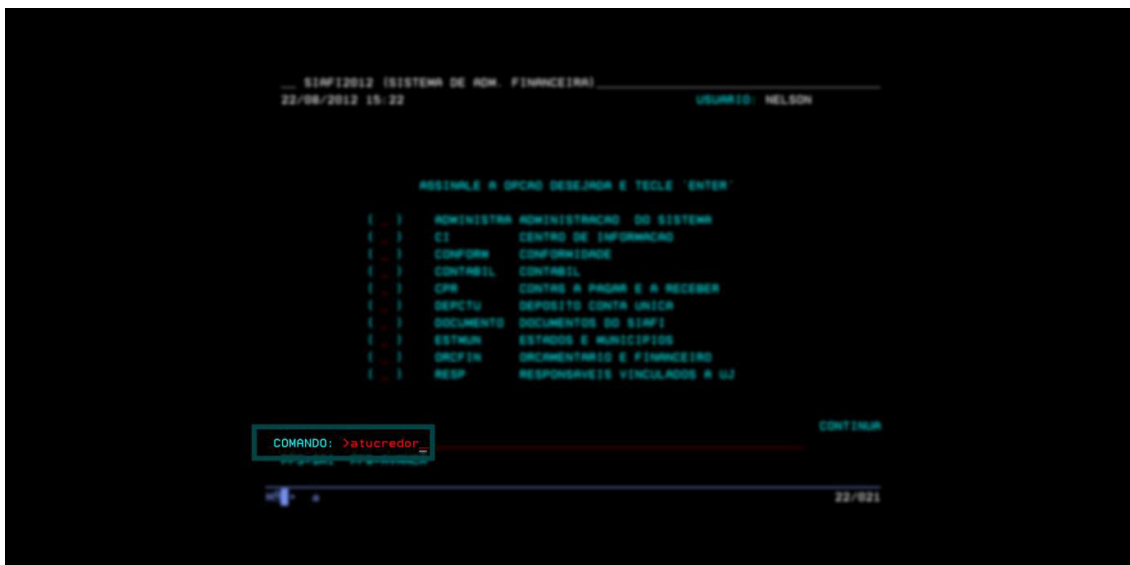 __ SIAFI2012 (SISTEMA DE ADM. FINANCEIRA)
22/08/2012 15:22 USUARIO: NELSON
ASSINALE A OPCAO DESEJADA E TECLE 'ENTER'
( _ ) ADMINISTRA ADMINISTRACAO DO SISTEMA
( _ ) CI CENTRO DE INFORMACAO
( _ ) CONFORM CONFORMIDADE
( _ ) CONTABIL CONTABIL
( _ ) CPR CONTAS A PAGAR E A RECEBER
( _ ) DEPCTU DEPOSITO CONTA UNICA
( _ ) DOCUMENTO DOCUMENTOS DO SIAFI
( _ ) ESTMUN ESTADOS E MUNICIPIOS
( _ ) ORCFIN ORCAMENTARIO E FINANCEIRO
( _ ) RESP RESPONSAVEIS VINCULADOS A UJ
CONTINUA
COMANDO: >atucredor_
a 22/021